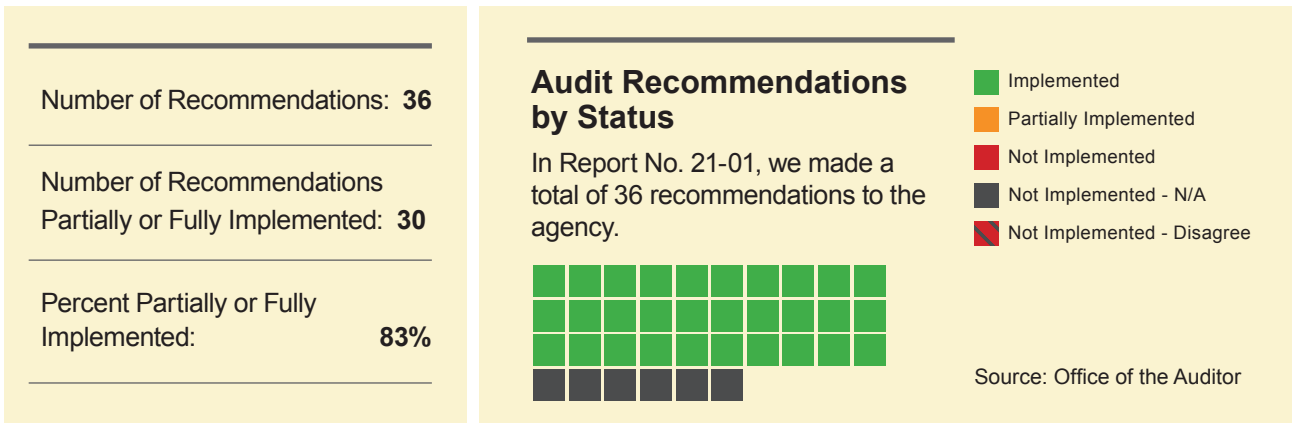 Number of Recommendations: 36
Number of Recommendations
Partially or Fully Implemented: 30
Percent Partially or Fully
Implemented: 83%
Audit Recommendations
by Status
In Report No. 21-01, we made a
total of 36 recommendations to the
agency.
Implemented
Partially Implemented
Not Implemented
Not Implemented - N/A
Not Implemented - Disagree
Source: Office of the Auditor